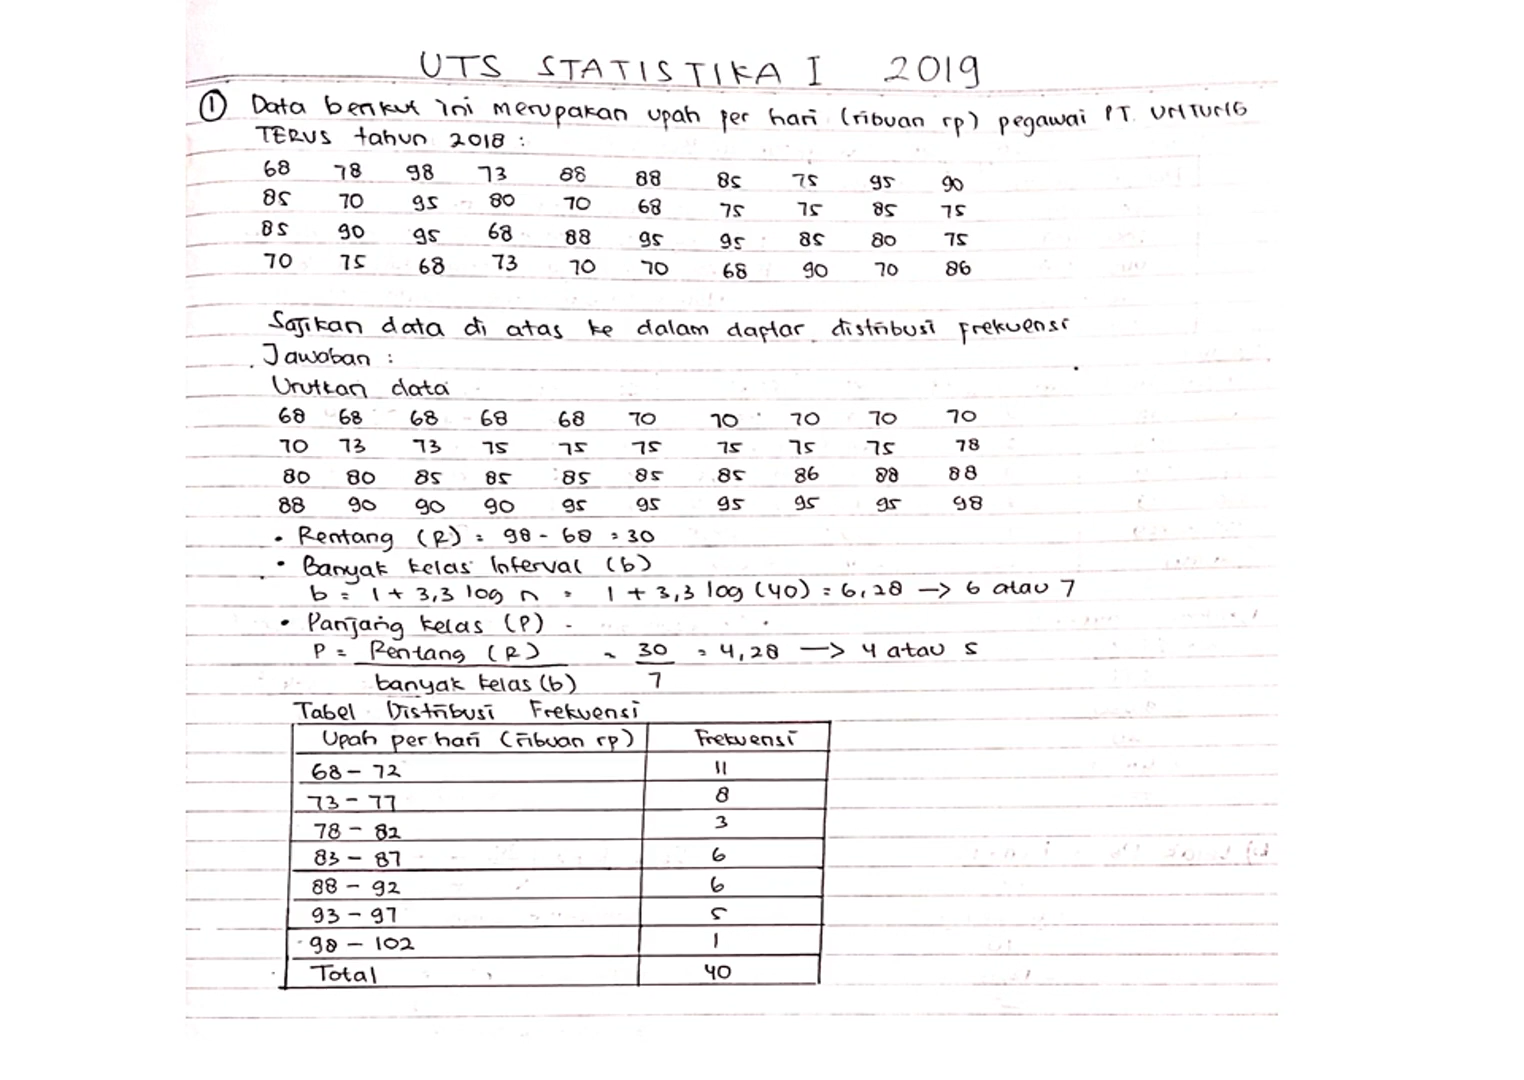 UTS STATISTIKA I 2019
① Data berikut ini merupakan upah per hari (ribuan rp) pegawai PT. UNTUNG
TERUS tahun 2018 :
68 78 98 73 88 88 85 75 95 90
85 70 95 80 70 68 75 75 85 75
85 90 95 68 88 95 95 85 80 75
70 75 68 73 70 70 68 90 70 86
Sajikan data di atas ke dalam daftar distribusi frekuensi
Jawaban :
Urutkan data
68 68 68 68 68 70 70 70 70 70
70 73 73 75 75 75 75 75 75 78
80 80 85 85 85 85 85 86 88 88
88 90 90 90 95 95 95 95 95 98
• Rentang (R) = 98 - 68 = 30
• Banyak kelas Interval (b)
b = 1 + 3,3 log n = 1 + 3,3 log (40) = 6,28 → 6 atau 7
• Panjang kelas (P)
P = Rentang (R) = 30 = 4,28 → 4 atau 5
banyak kelas (b) 7
Tabel Distribusi Frekuensi
Upah per hari (ribuan rp) Frekuensi
68 - 72 11
73 - 77 8
78 - 82 3
83 - 87 6
88 - 92 6
93 - 97 5
98 - 102 1
Total 40